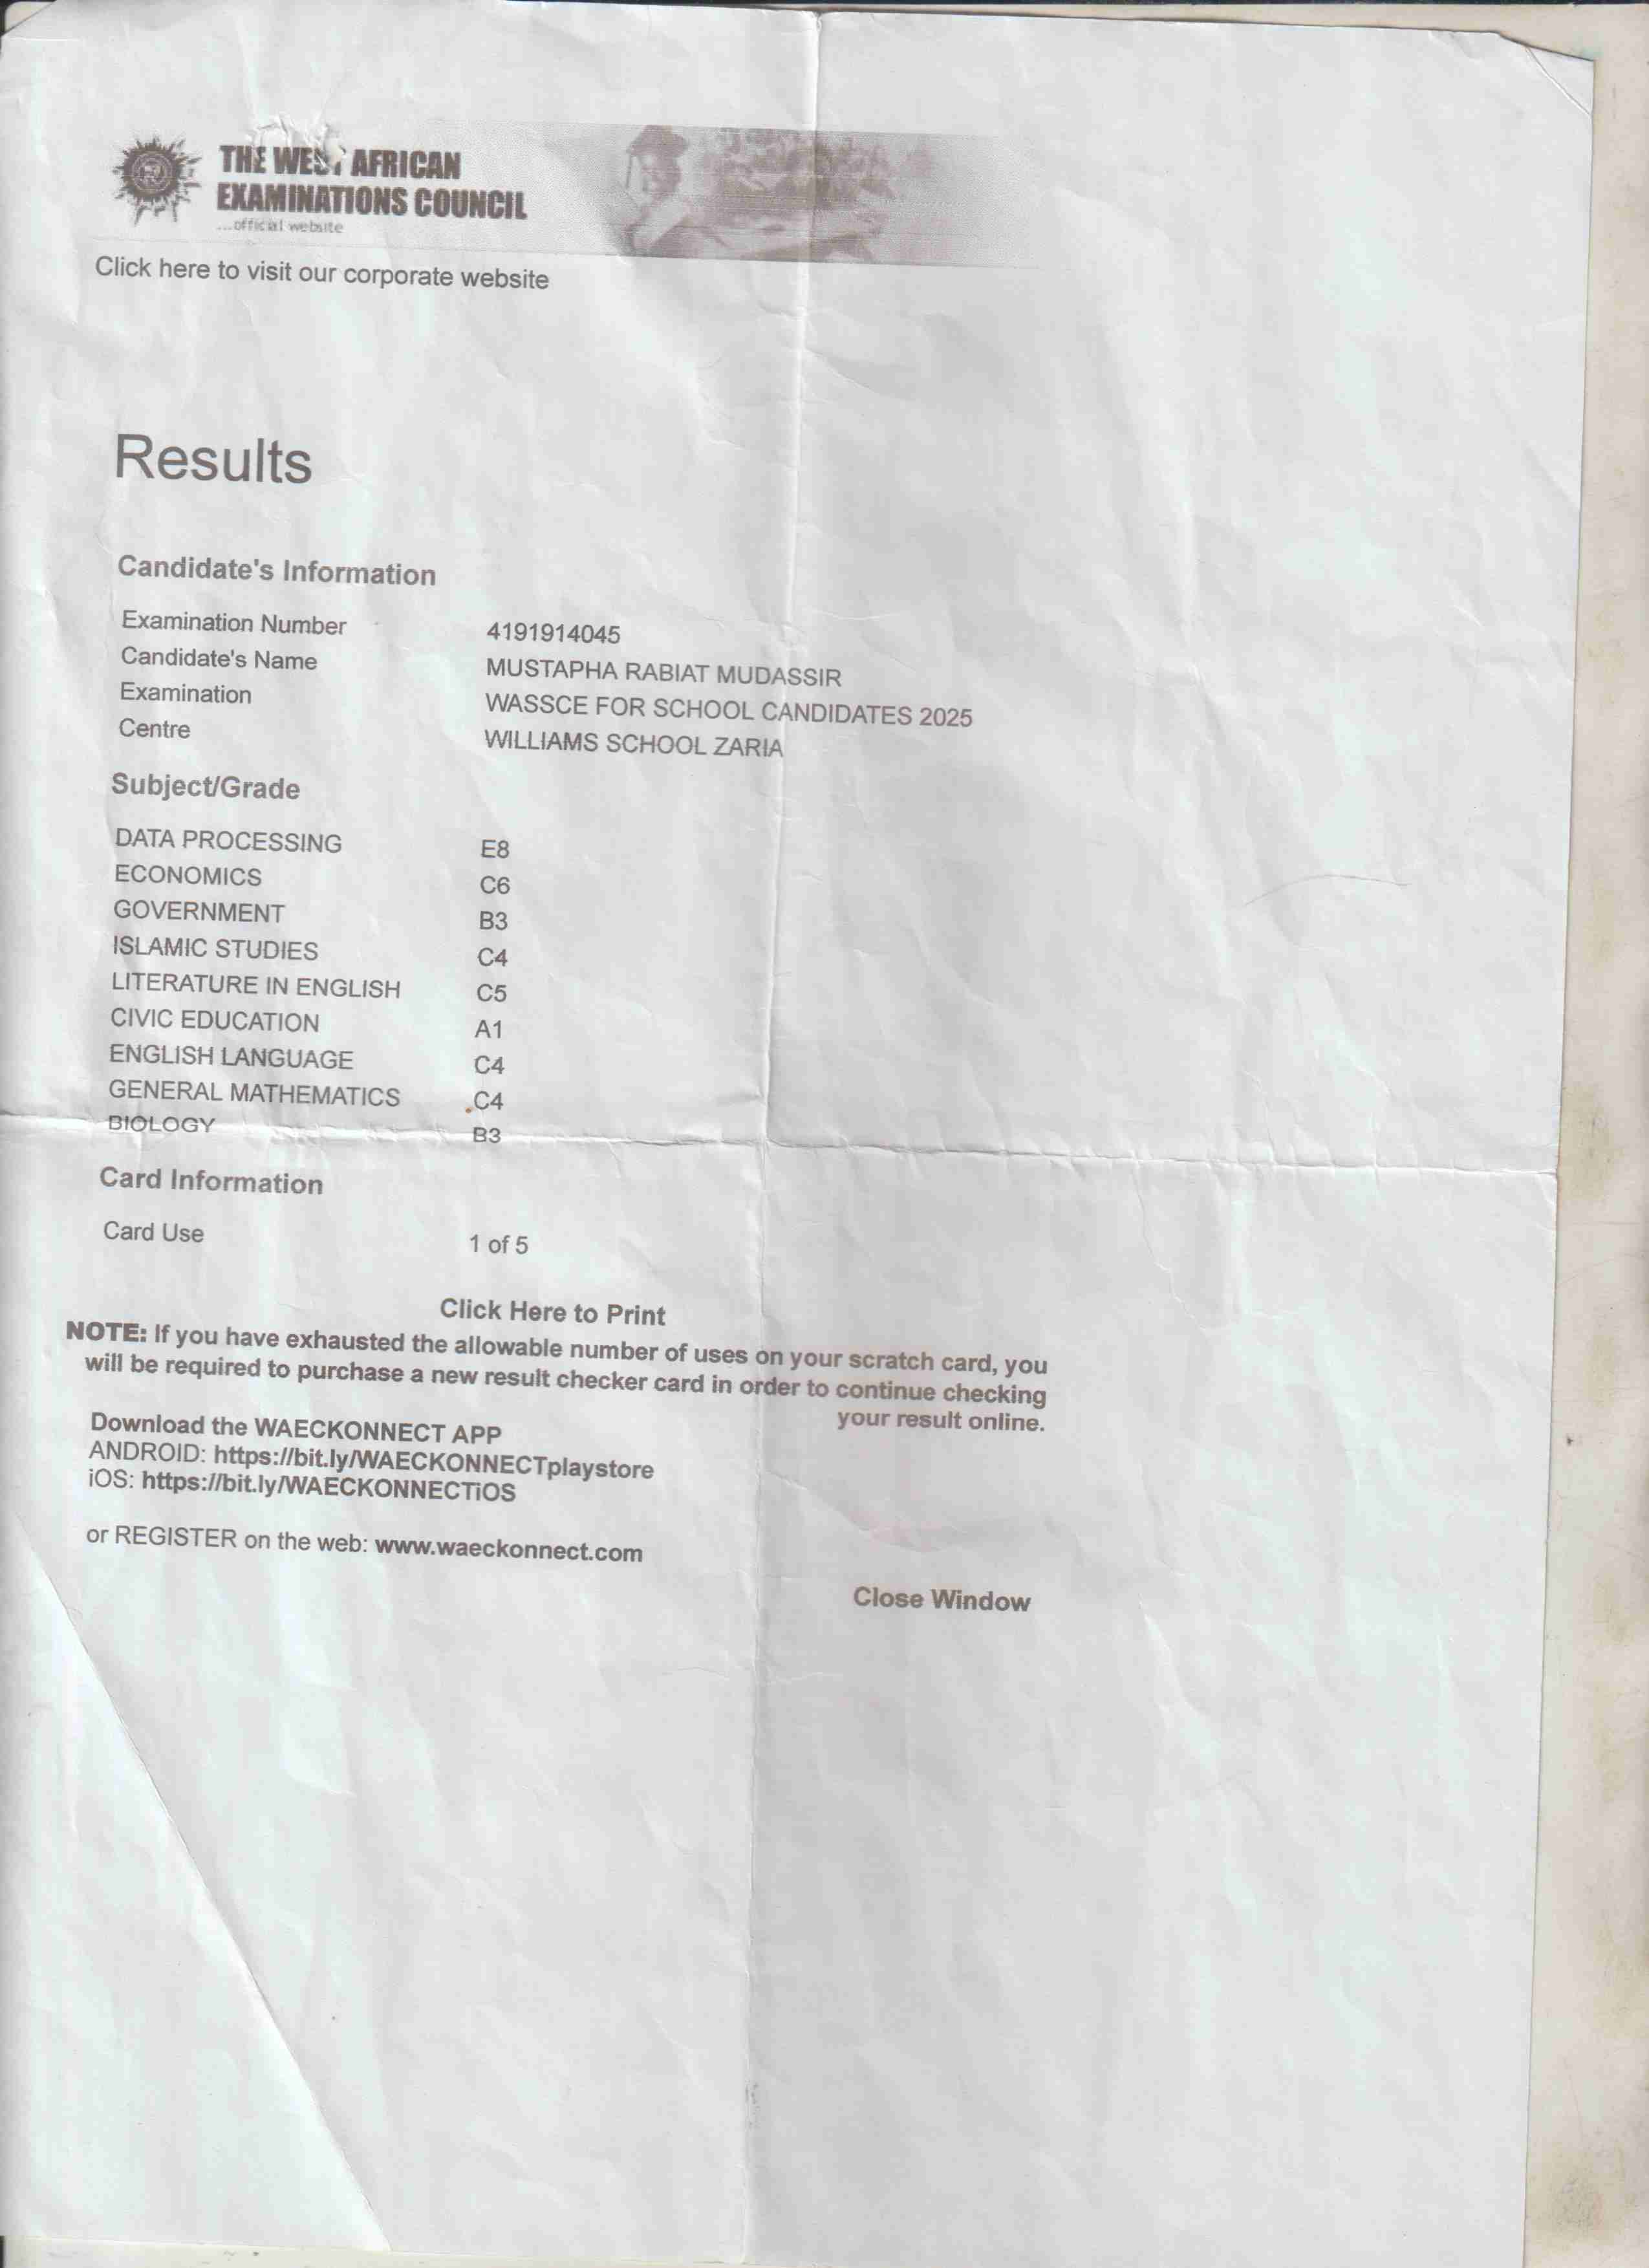 THE WEST AFRICAN
EXAMINATIONS COUNCIL
...official website
Click here to visit our corporate website
Results
Candidate's Information
Examination Number 4191914045
Candidate's Name MUSTAPHA RABIAT MUDASSIR
Examination WASSCE FOR SCHOOL CANDIDATES 2025
Centre WILLIAMS SCHOOL ZARIA
Subject/Grade
DATA PROCESSING E8
ECONOMICS C6
GOVERNMENT B3
ISLAMIC STUDIES C4
LITERATURE IN ENGLISH C5
CIVIC EDUCATION A1
ENGLISH LANGUAGE C4
GENERAL MATHEMATICS C4
BIOLOGY B3
Card Information
Card Use 1 of 5
Click Here to Print
NOTE: If you have exhausted the allowable number of uses on your scratch card, you
will be required to purchase a new result checker card in order to continue checking
your result online.
Download the WAECKONNECT APP
ANDROID: https://bit.ly/WAECKONNECTplaystore
iOS: https://bit.ly/WAECKONNECTiOS
or REGISTER on the web: www.waeckonnect.com
Close Window